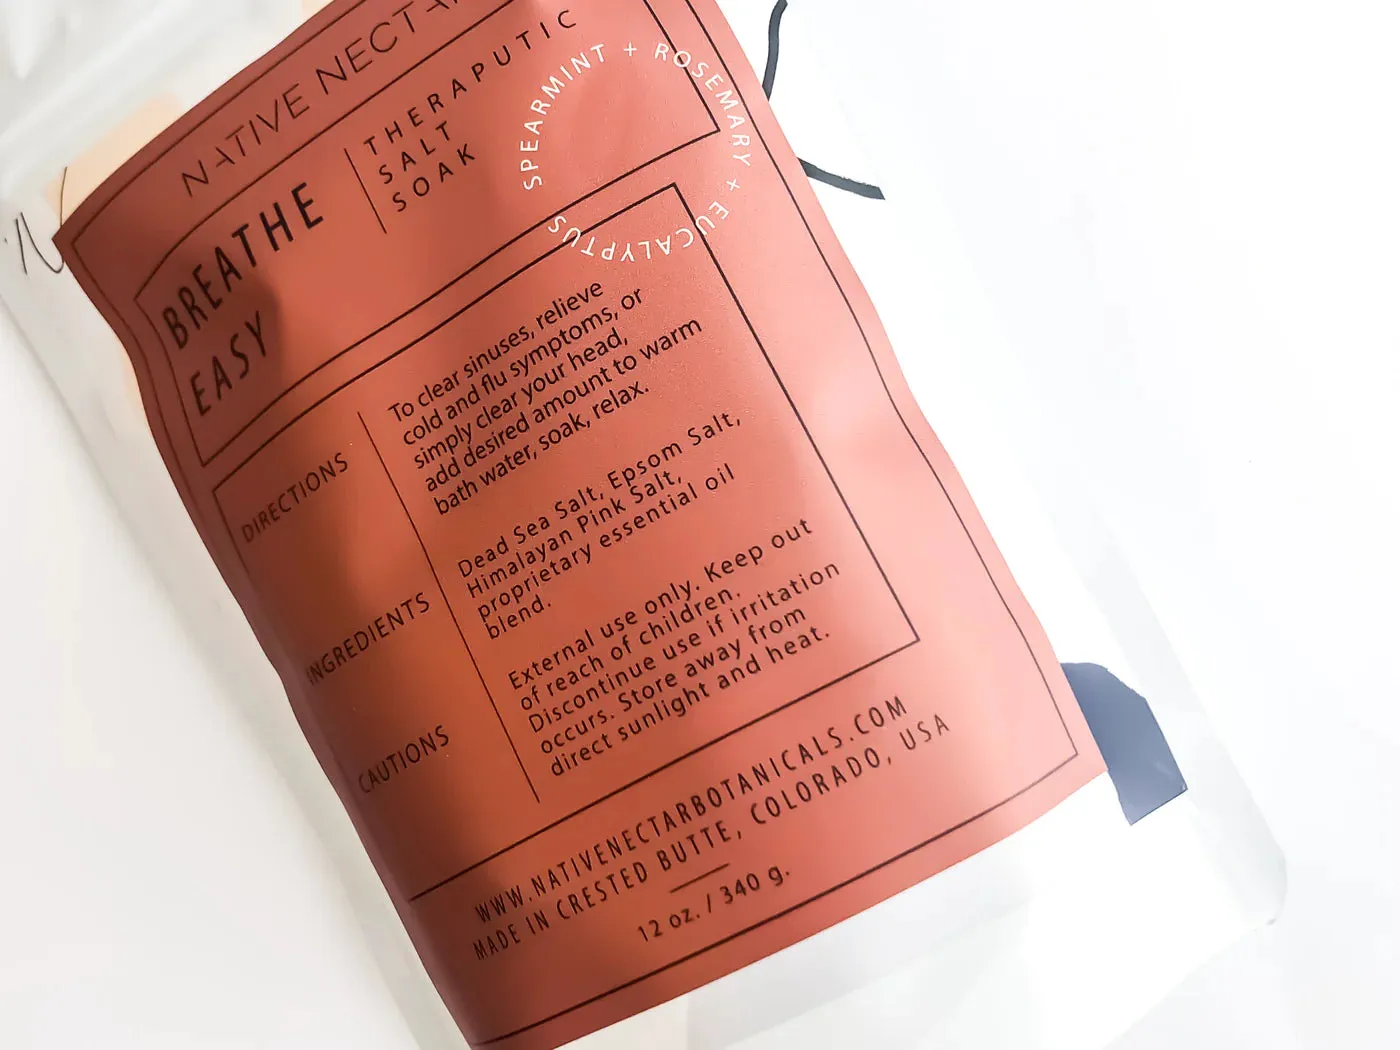 NATIVE NECTAR
BREATHE
EASY
THERAPUTIC
SALT
SOAK
SPEARMINT + ROSEMARY + EUCALYPTUS
DIRECTIONS
To clear sinuses, relieve
cold and flu symptoms, or
simply clear your head,
add desired amount to warm
bath water, soak, relax.
INGREDIENTS
Dead Sea Salt, Epsom Salt,
Himalayan Pink Salt,
proprietary essential oil
blend.
CAUTIONS
External use only. Keep out
of reach of children.
Discontinue use if irritation
occurs. Store away from
direct sunlight and heat.
WWW.NATIVENECTARBOTANICALS.COM
MADE IN CRESTED BUTTE, COLORADO, USA
12 oz. / 340 g.